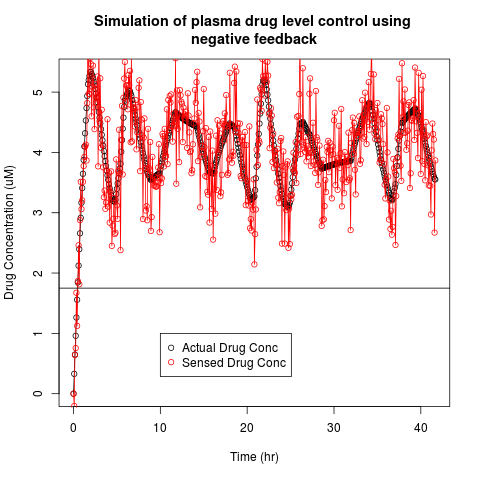 Simulation of plasma drug level control using
negative feedback
Drug Concentration (uM)
5
4
3
2
1
0
Actual Drug Conc
Sensed Drug Conc
0 10 20 30 40
Time (hr)